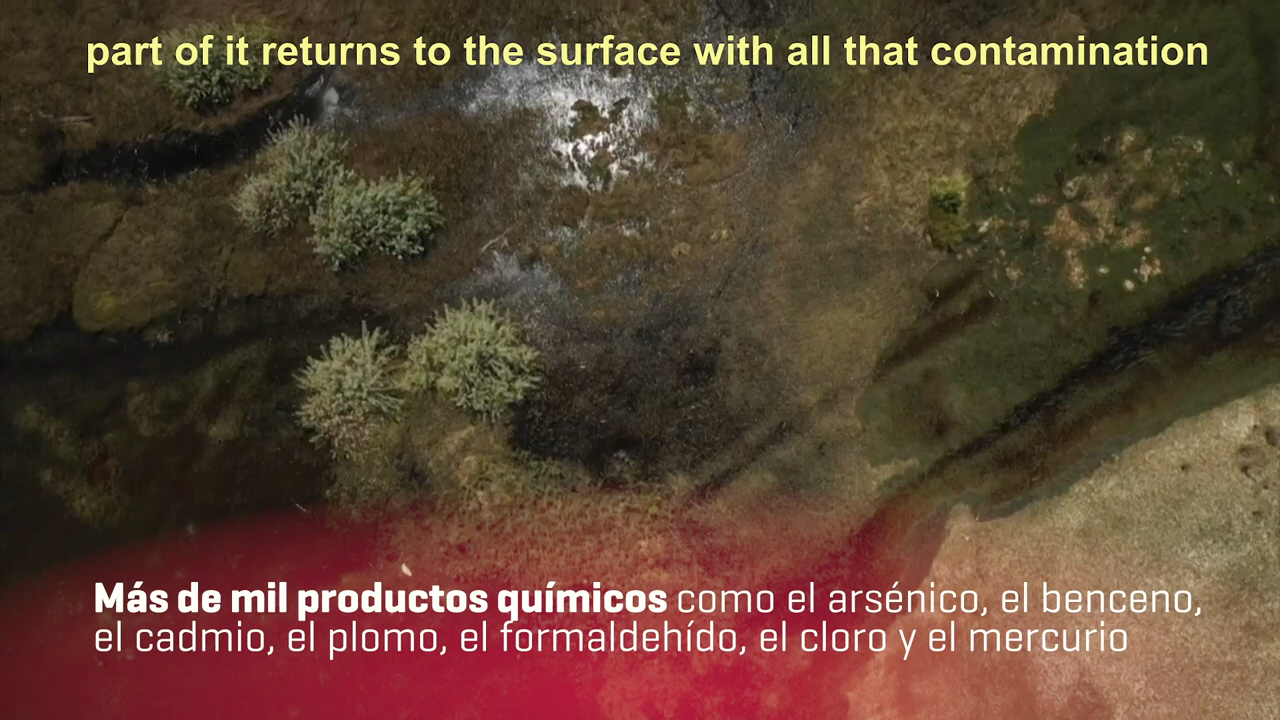 part of it returns to the surface with all that contamination
Más de mil productos químicos como el arsénico, el benceno,
el cadmio, el plomo, el formaldehído, el cloro y el mercurio